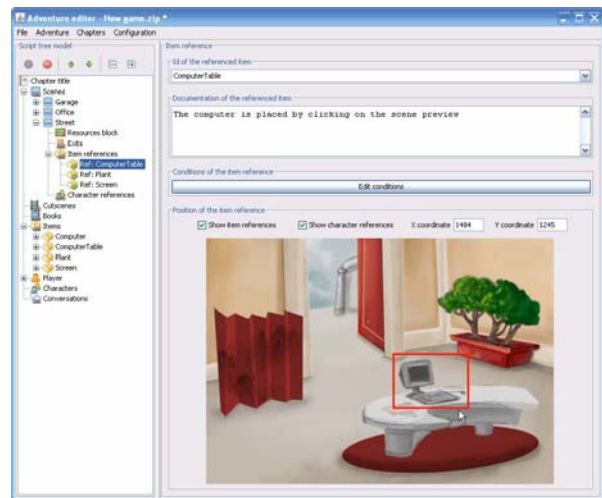 Adventure editor - New game.zip *
File Adventure Chapters Configuration
Script tree model
Chapter title
Scenes
Garage
Office
Street
Resources block
Exits
Item references
Ref: ComputerTable
Ref: Plant
Ref: Screen
Character references
Cutscenes
Books
Items
Computer
ComputerTable
Plant
Screen
Player
Characters
Conversations
Item reference
Id of the referenced item
ComputerTable
Documentation of the referenced item
The computer is placed by clicking on the scene preview
Conditions of the item reference
Edit conditions
Position of the item reference
Show item references Show character references X coordinate 1484 Y coordinate 1245